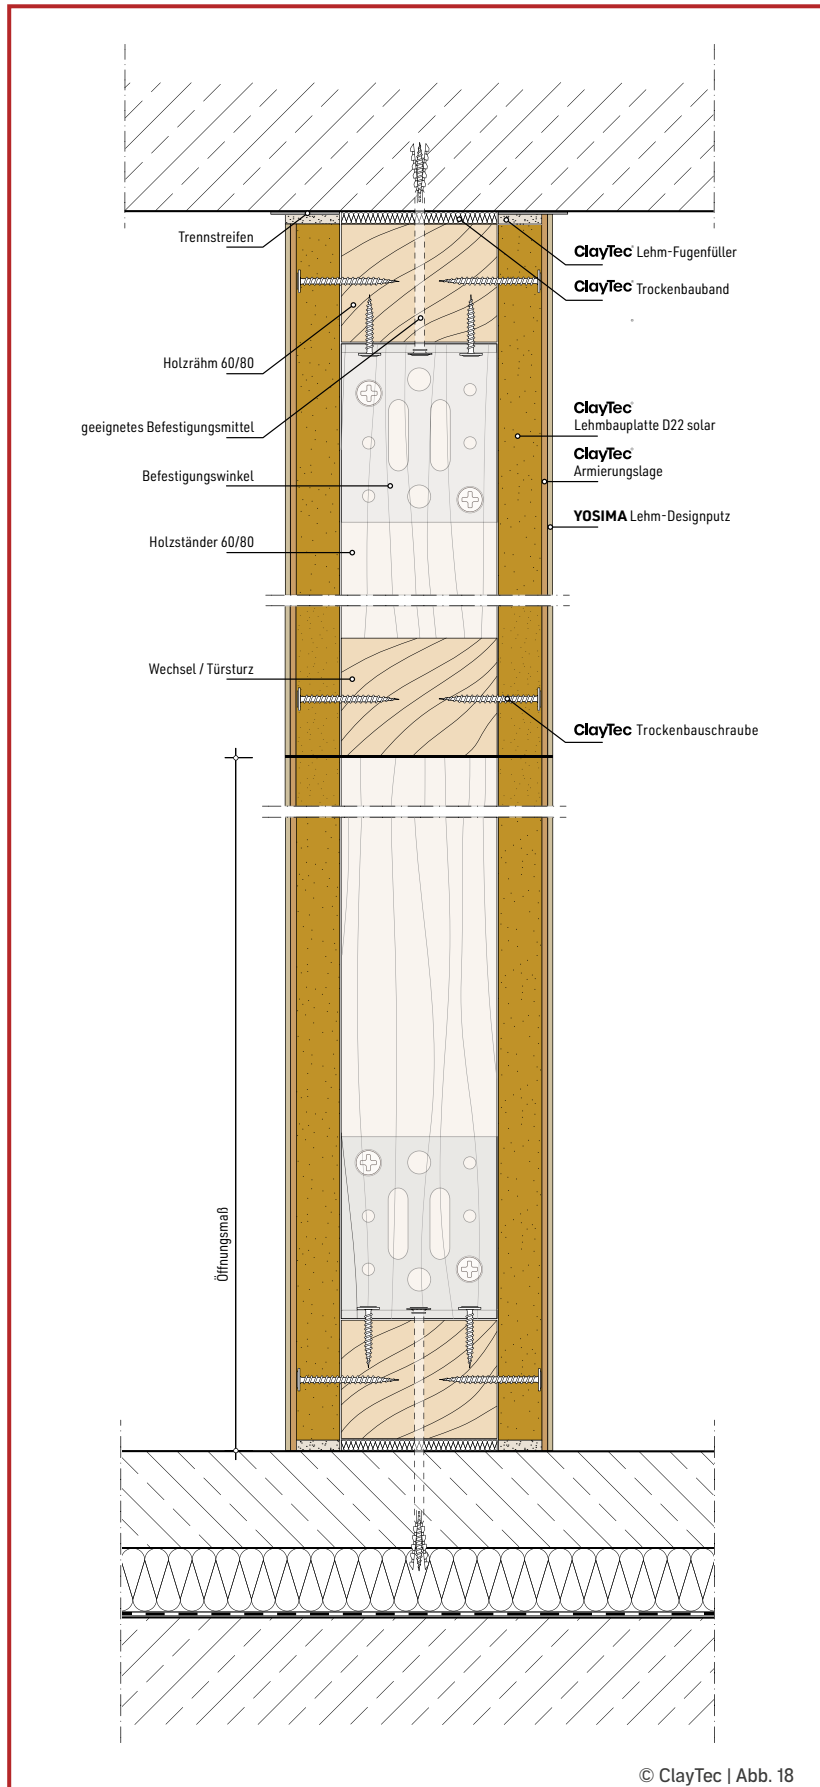 Trennstreifen
ClayTec® Lehm-Fugenfüller
ClayTec® Trockenbauband
Holzrähm 60/80
ClayTec®
Lehmbauplatte D22 solar
geeignetes Befestigungsmittel
ClayTec®
Armierungslage
Befestigungswinkel
YOSIMA Lehm-Designputz
Holzständer 60/80
Wechsel / Türsturz
ClayTec® Trockenbauschraube
Öffnungsmaß
© ClayTec | Abb. 18